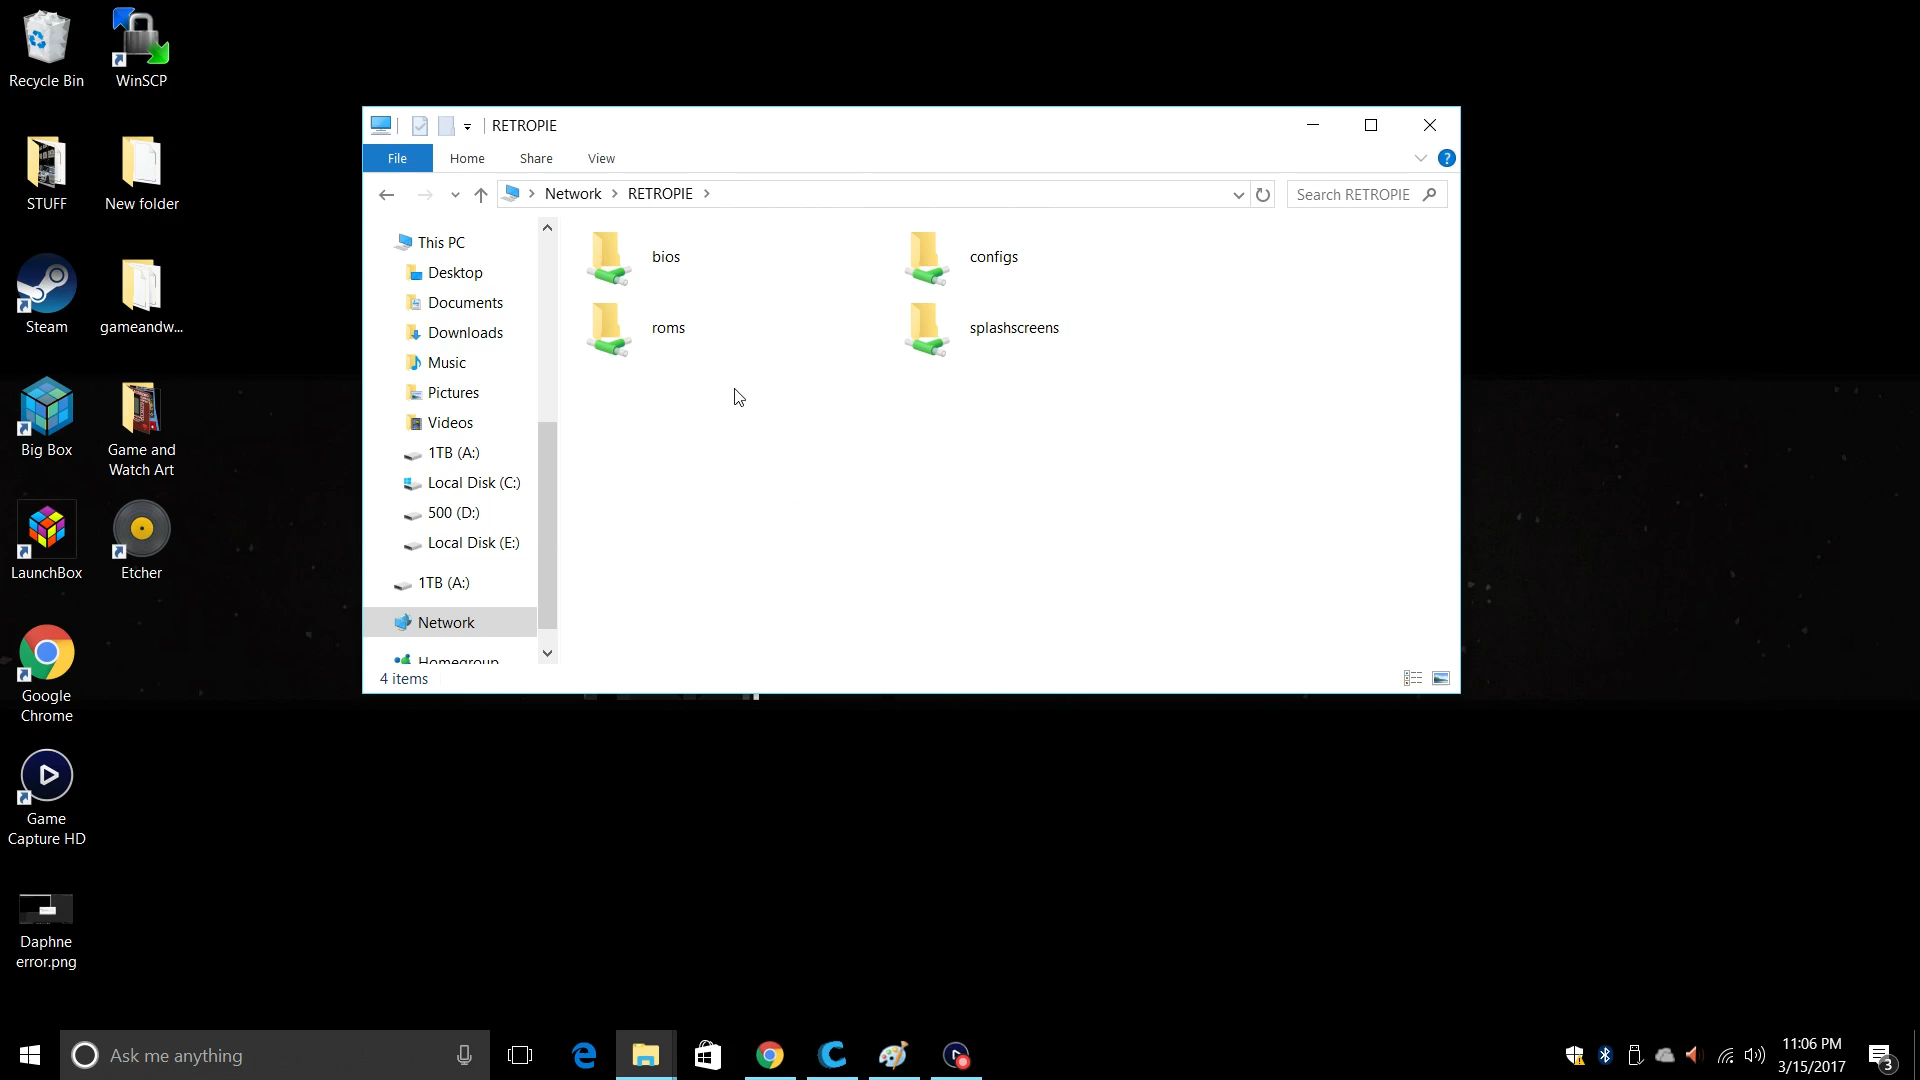 Recycle Bin
WinSCP
STUFF
New folder
Steam
gameandw...
Big Box
Game and
Watch Art
LaunchBox
Etcher
Google
Chrome
Game
Capture HD
Daphne
error.png
RETROPIE
File
Home
Share
View
Network
RETROPIE
Search RETROPIE
This PC
Desktop
Documents
Downloads
Music
Pictures
Videos
1TB (A:)
Local Disk (C:)
500 (D:)
Local Disk (E:)
1TB (A:)
Network
Homegroup
bios
configs
roms
splashscreens
4 items
Ask me anything
11:06 PM
3/15/2017
3